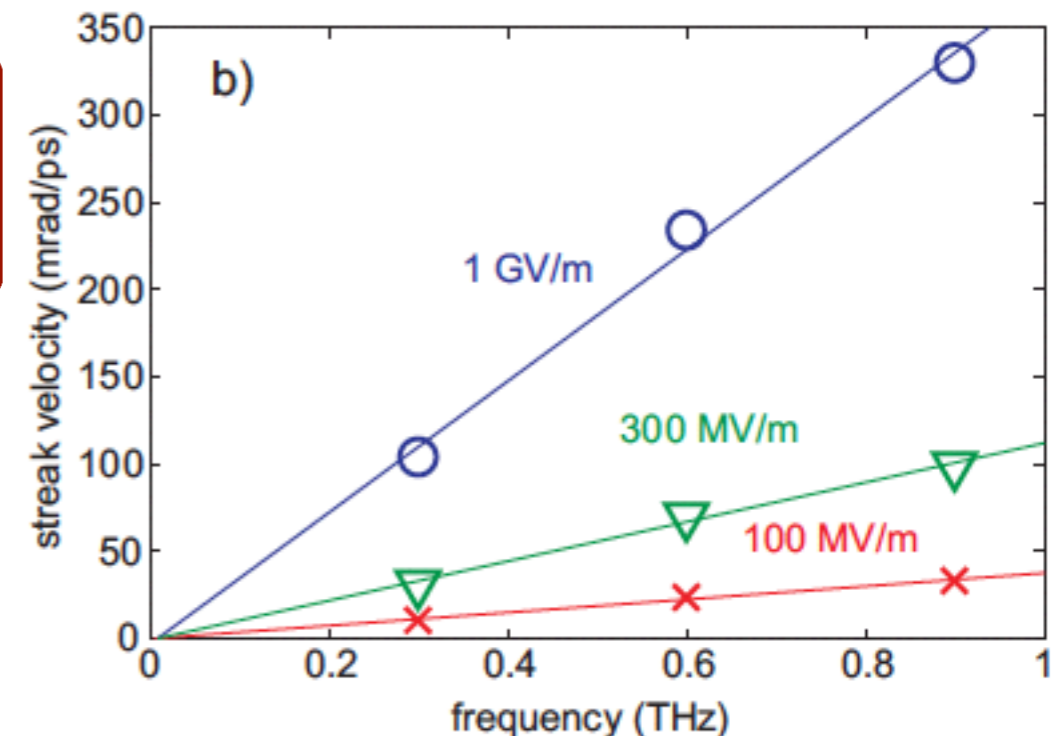 350
300
250
200
150
100
50
0
streak velocity (mrad/ps)
b)
1 GV/m
300 MV/m
100 MV/m
0
0.2
0.4
0.6
0.8
1
frequency (THz)